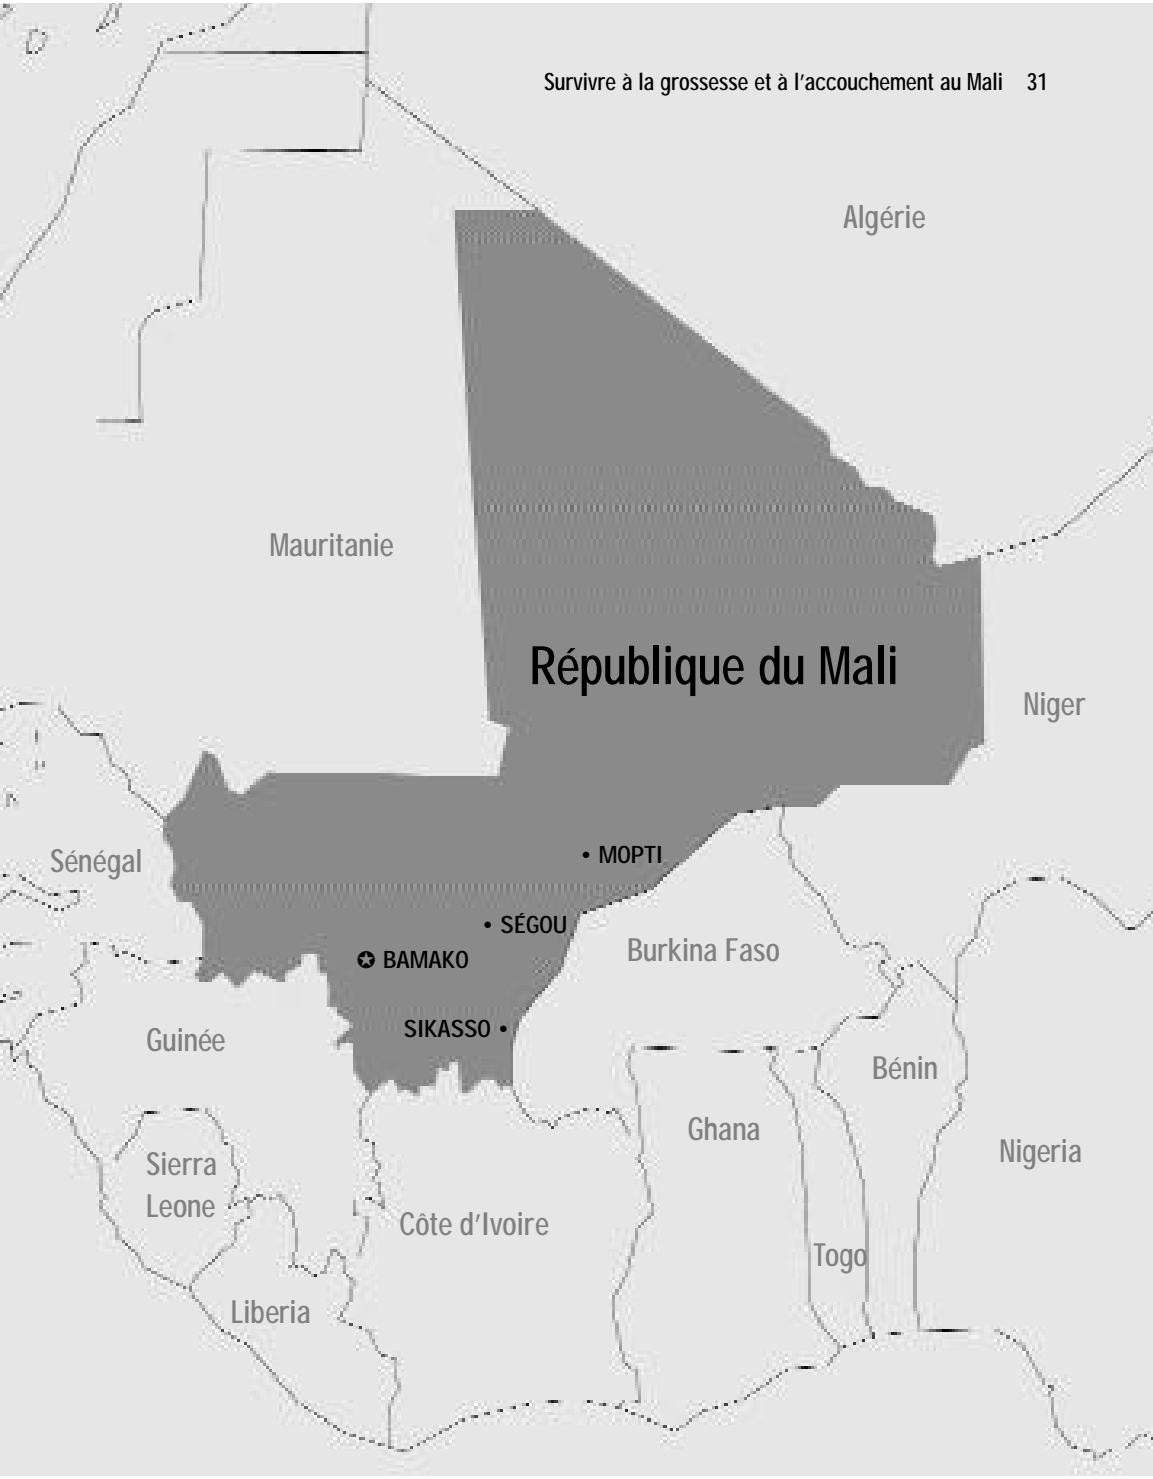 Survivre à la grossesse et à l'accouchement au Mali 31
Algérie
Mauritanie
République du Mali
Niger
MOPTI
Sénégal
SÉGOU
Burkina Faso
BAMAKO
SIKASSO
Guinée
Bénin
Ghana
Nigeria
Sierra
Leone
Côte d'Ivoire
Togo
Liberia